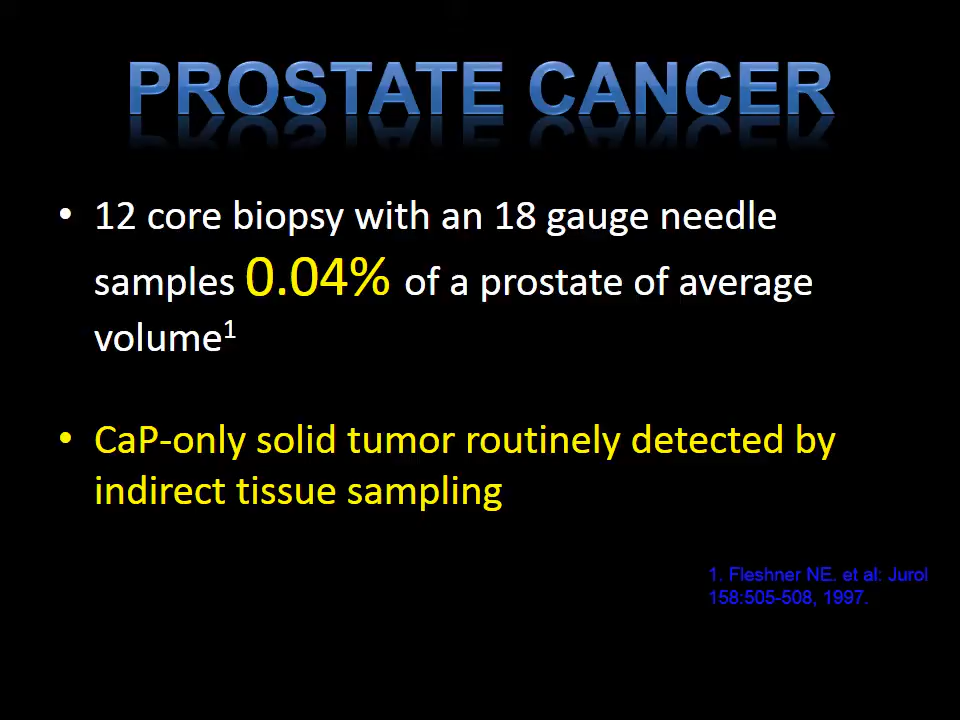 PROSTATE CANCER
• 12 core biopsy with an 18 gauge needle
samples 0.04% of a prostate of average
volume¹
• CaP-only solid tumor routinely detected by
indirect tissue sampling
1. Fleshner NE. et al: Jurol
158:505-508, 1997.